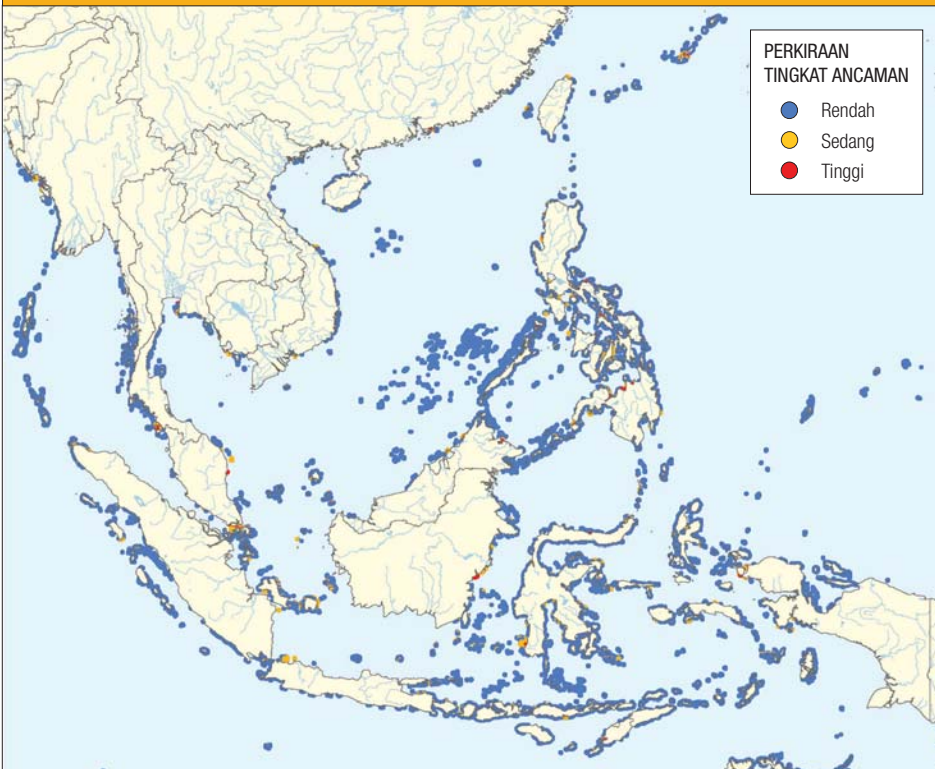 PERKIRAAN
TINGKAT ANCAMAN
Rendah
Sedang
Tinggi